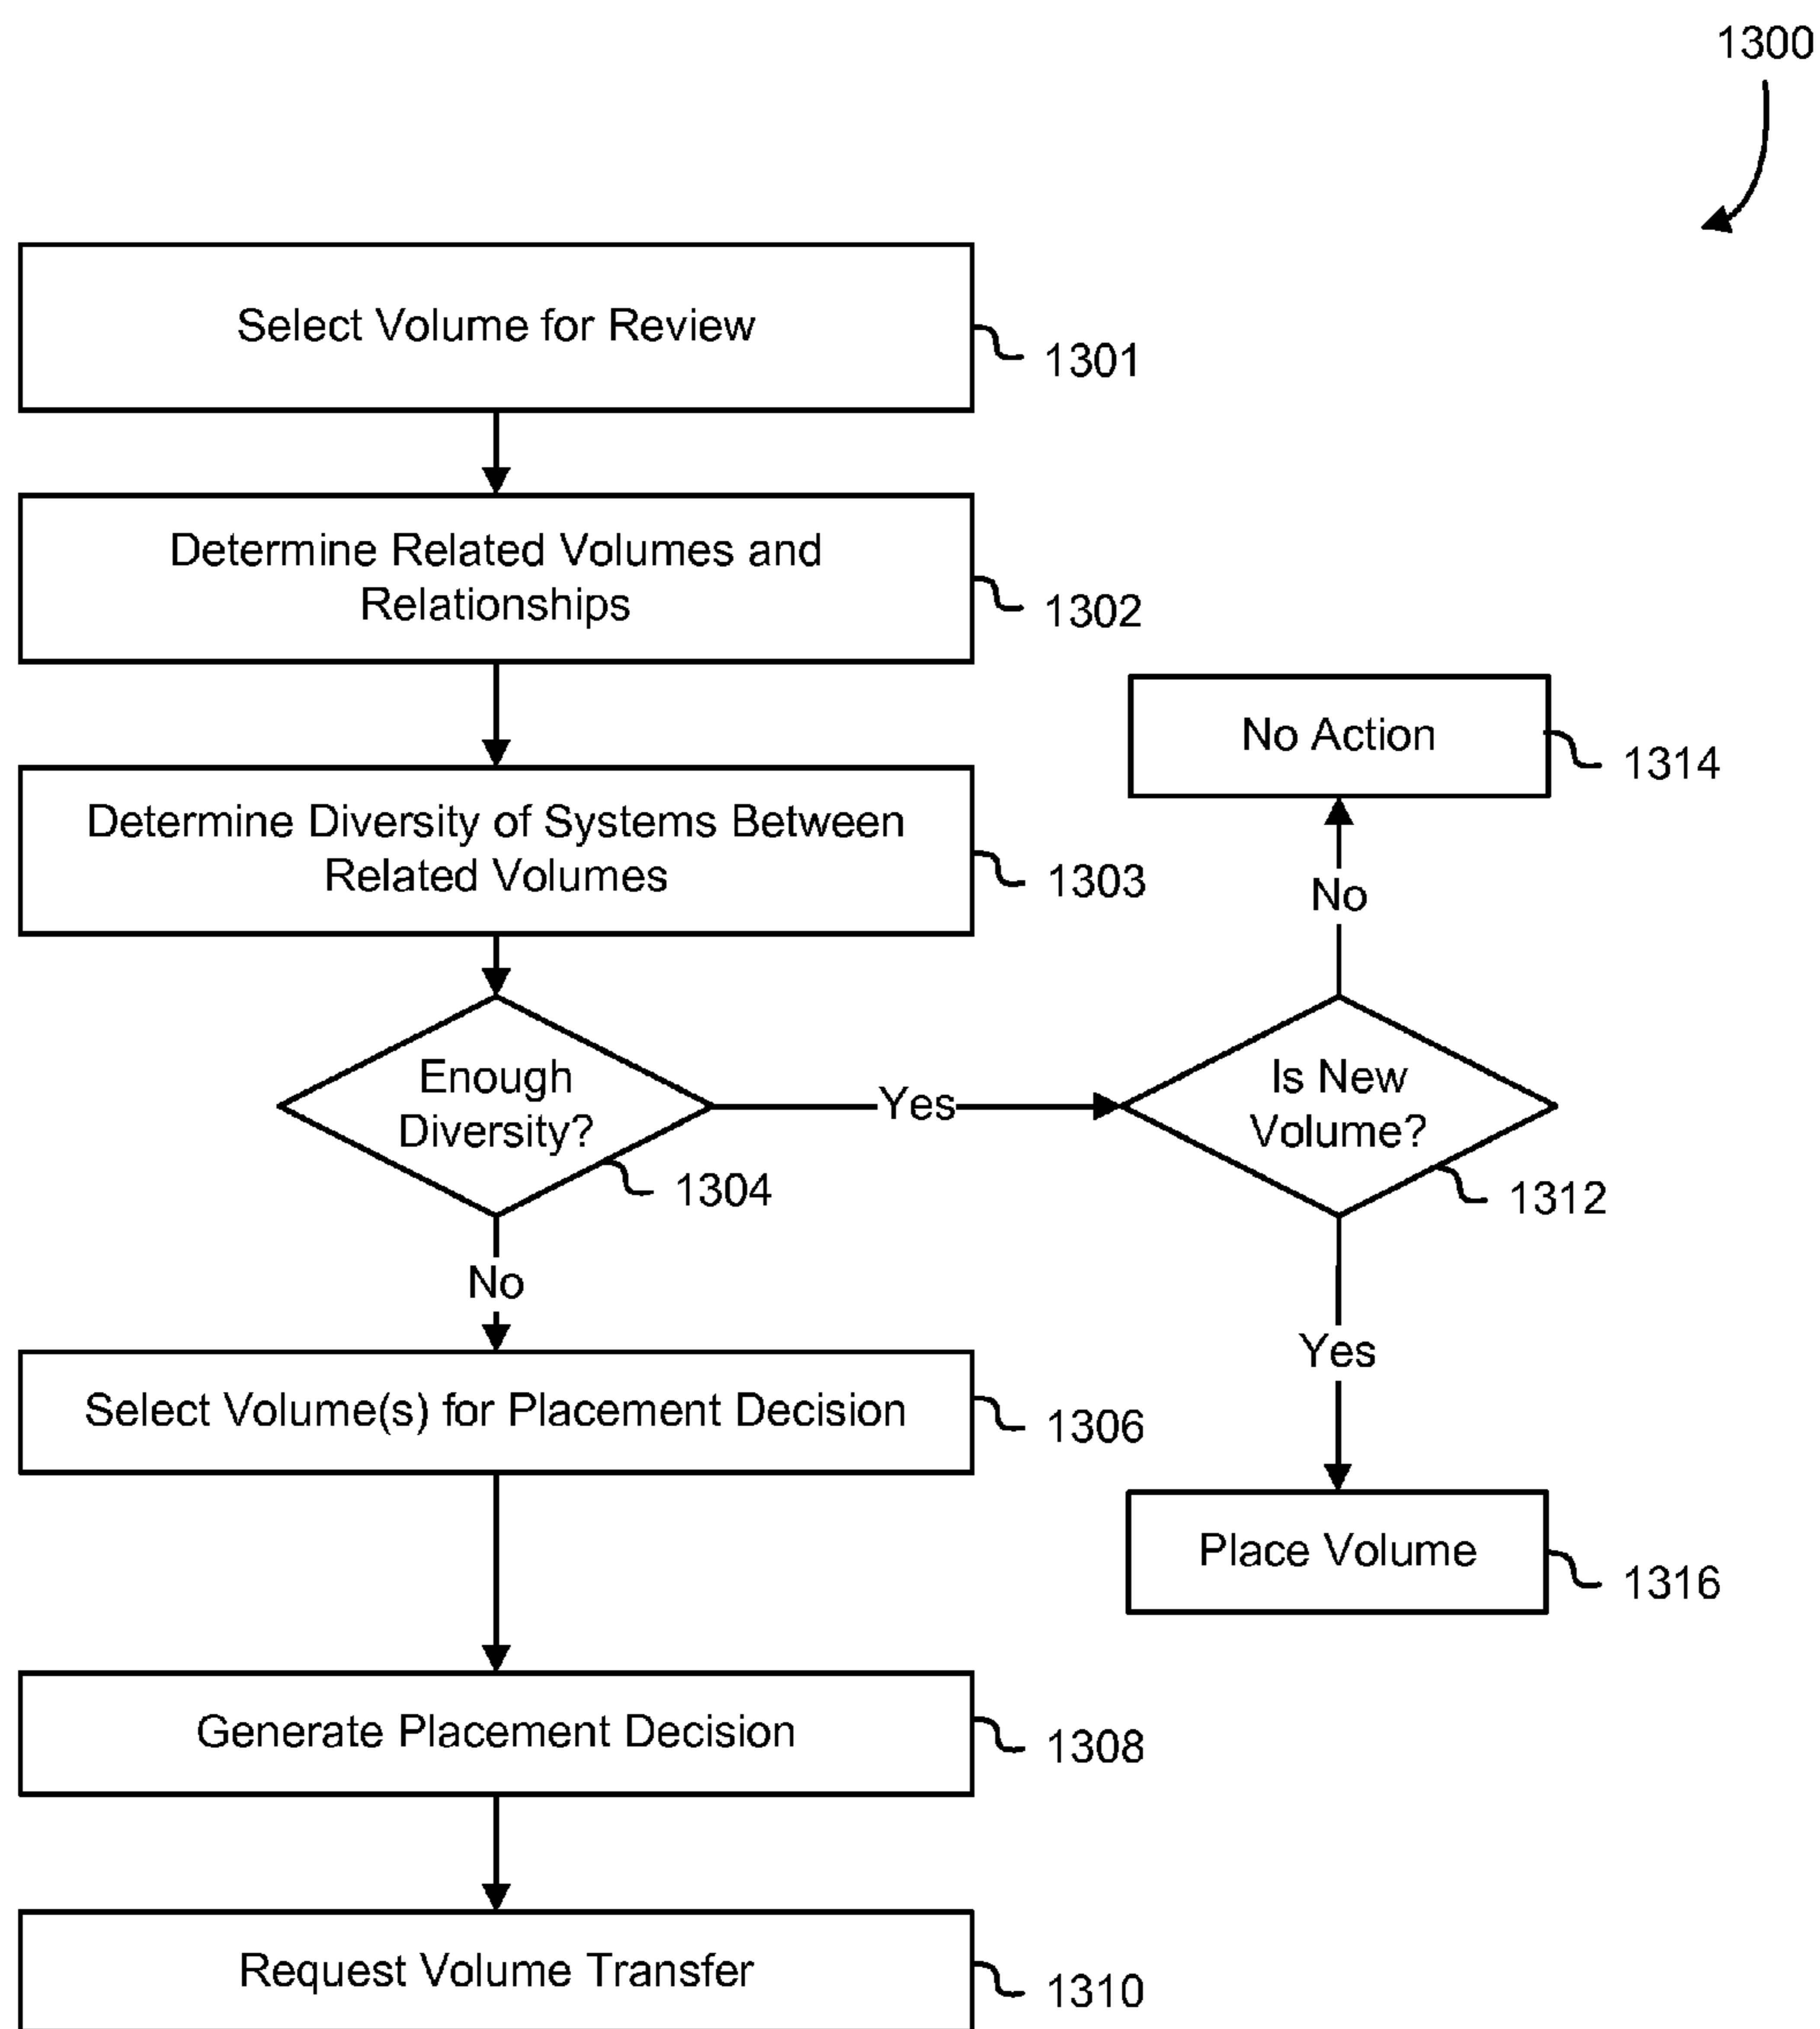 1300
Select Volume for Review
1301
Determine Related Volumes and
Relationships
1302
Determine Diversity of Systems Between
Related Volumes
1303
No Action
1314
No
Enough
Diversity?
1304
Yes
Is New
Volume?
1312
No
Yes
Select Volume(s) for Placement Decision
1306
Place Volume
1316
Generate Placement Decision
1308
Request Volume Transfer
1310